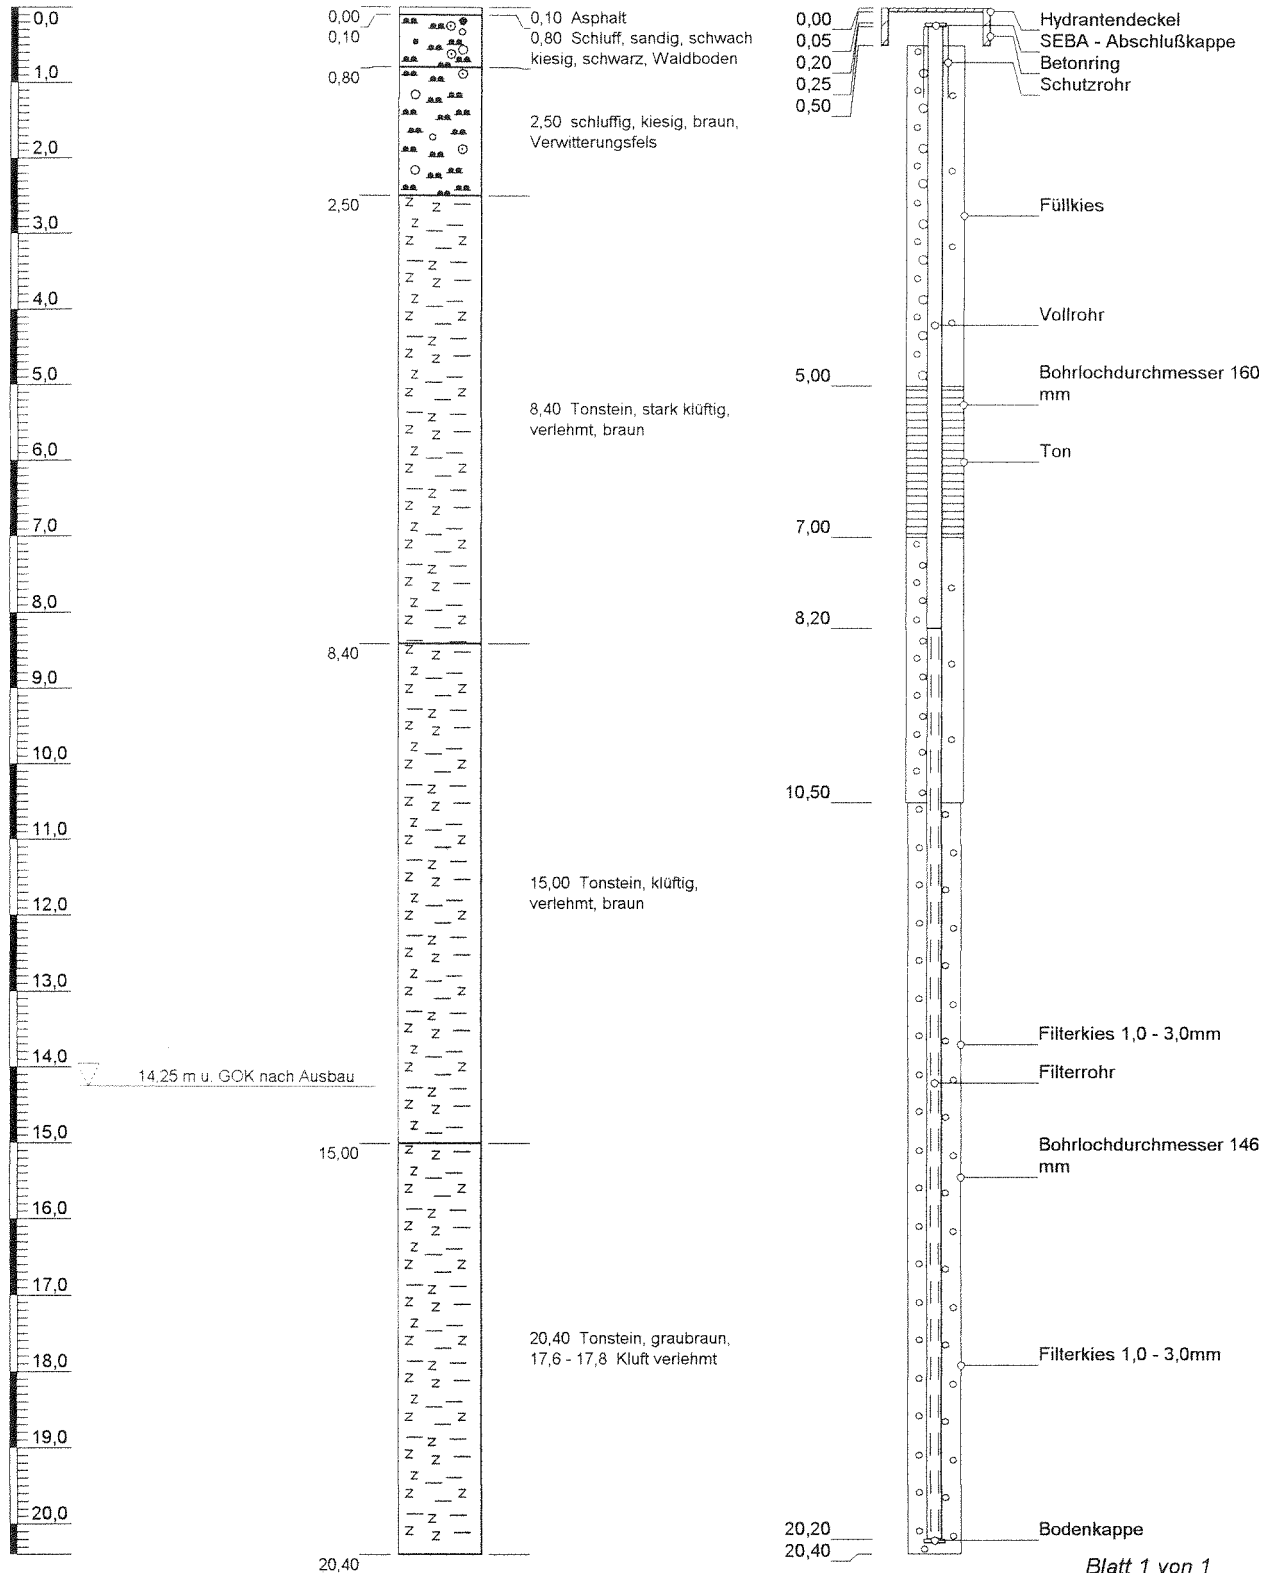 0,0
1,0
2,0
3,0
4,0
5,0
6,0
7,0
8,0
9,0
10,0
11,0
12,0
13,0
14,0
15,0
16,0
17,0
18,0
19,0
20,0
14,25 m u. GOK nach Ausbau
0,00
0,10
0,80
2,50
8,40
15,00
20,40
0,10 Asphalt
0,80 Schluff, sandig, schwach
kiesig, schwarz, Waldboden
2,50 schluffig, kiesig, braun,
Verwitterungsfels
8,40 Tonstein, stark klüftig,
verlehmt, braun
15,00 Tonstein, klüftig,
verlehmt, braun
20,40 Tonstein, graubraun,
17,6 - 17,8 Kluft verlehmt
0,00
0,05
0,20
0,25
0,50
5,00
7,00
8,20
10,50
20,20
20,40
Hydrantendeckel
SEBA - Abschlußkappe
Betonring
Schutzrohr
Füllkies
Vollrohr
Bohrlochdurchmesser 160
mm
Ton
Filterkies 1,0 - 3,0mm
Filterrohr
Bohrlochdurchmesser 146
mm
Filterkies 1,0 - 3,0mm
Bodenkappe
Blatt 1 von 1